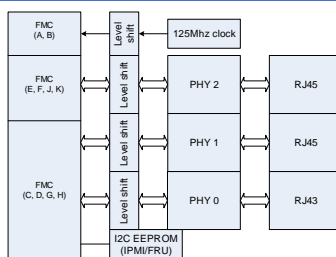 FMC
(A, B)
Level
shift
125Mhz clock
FMC
(E, F, J, K)
Level shift
PHY 2
RJ45
Level shift
PHY 1
RJ45
FMC
(C, D, G, H)
Level shift
PHY 0
RJ43
I2C EEPROM
(IPMI/FRU)